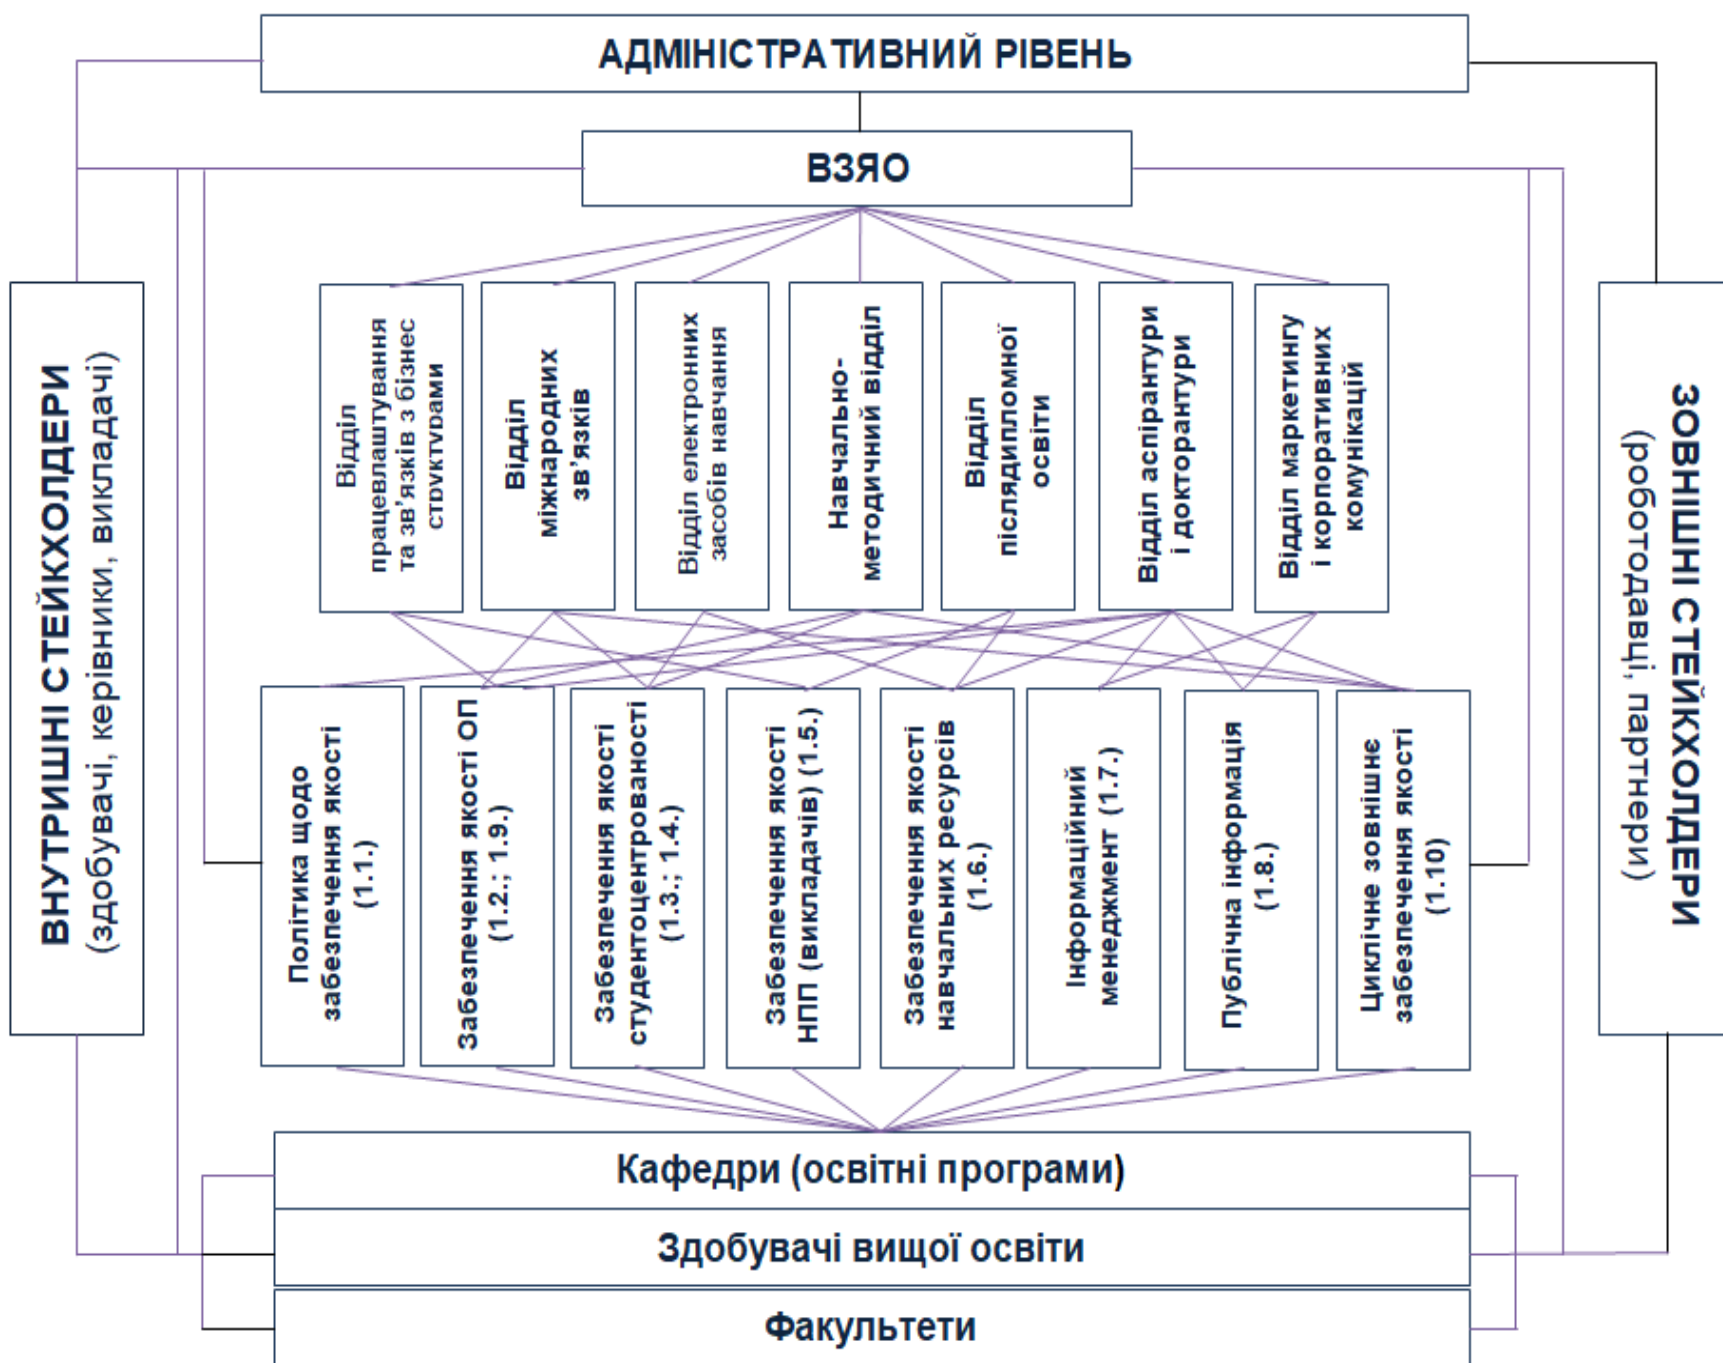 АДМІНІСТРАТИВНИЙ РІВЕНЬ
ВЗЯО
ВНУТРИШНІ СТЕЙКХОЛДЕРИ
(здобувачі, керівники, викладачі)
Відділ
працевлаштування
та зв’язків з бізнес
структурами
Відділ
міжнародних
зв’язків
Відділ електронних
засобів навчання
Навчально-
методичний відділ
Відділ
післядипломної
освіти
Відділ аспірантури
і докторантури
Відділ маркетингу
і корпоративних
комунікацій
ЗОВНІШНІ СТЕЙКХОЛДЕРИ
(роботодавці, партнери)
Політика щодо
забезпечення якості
(1.1.)
Забезпечення якості ОП
(1.2.; 1.9.)
Забезпечення якості
студентоцентрованості
(1.3.; 1.4.)
Забезпечення якості
НПП (викладачів) (1.5.)
Забезпечення якості
навчальних ресурсів
(1.6.)
Інформаційний
менеджмент (1.7.)
Публічна інформація
(1.8.)
Циклічне зовнішнє
забезпечення якості
(1.10)
Кафедри (освітні програми)
Здобувачі вищої освіти
Факультети